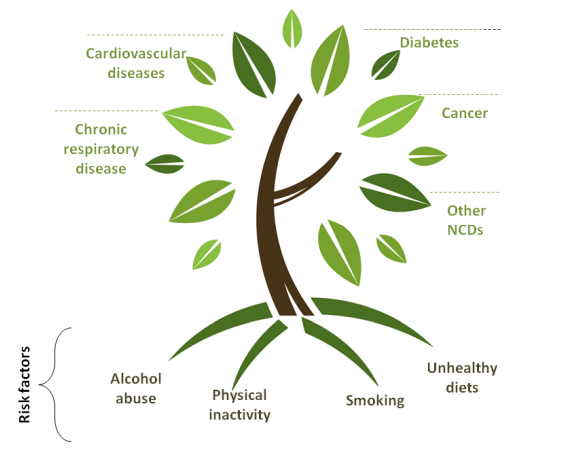 Cardiovascular
diseases
Diabetes
Cancer
Chronic
respiratory
disease
Other
NCDs
Risk factors
Alcohol
abuse
Physical
inactivity
Smoking
Unhealthy
diets